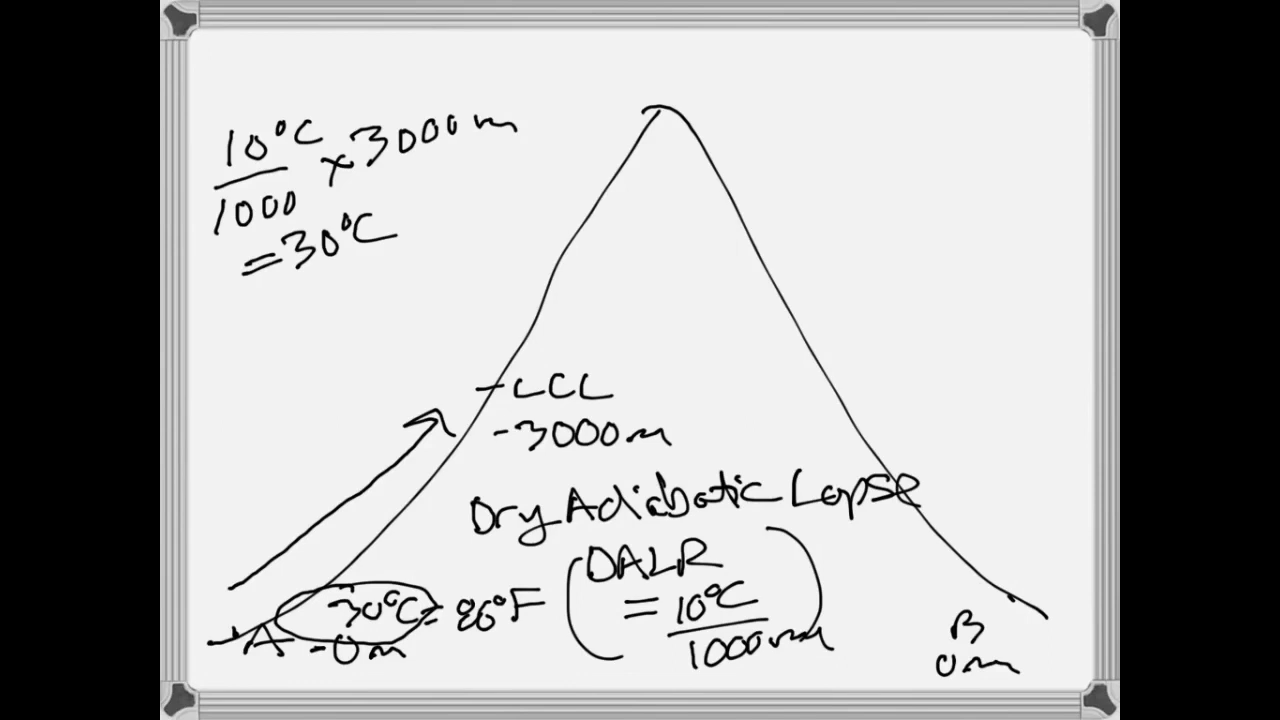 10°C
1000 × 3000m
= 30°C
- LCL
- 3000m
Dry Adiabatic Lapse
(DALR
= 10°C
1000m)
30°C = 86°F
A - 0m
B
0m